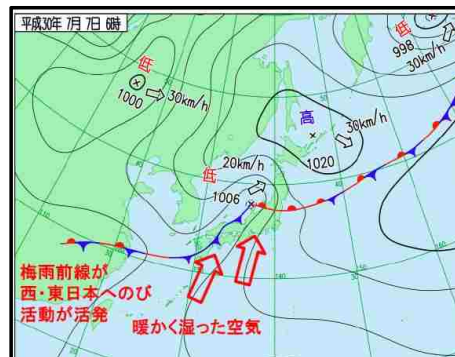 平成30年 7月 7日 6時
低
998
30km/h
低
1000
30km/h
高
30km/h
1020
20km/h
低
1006
梅雨前線が
西・東日本へのび
活動が活発
暖かく湿った空気